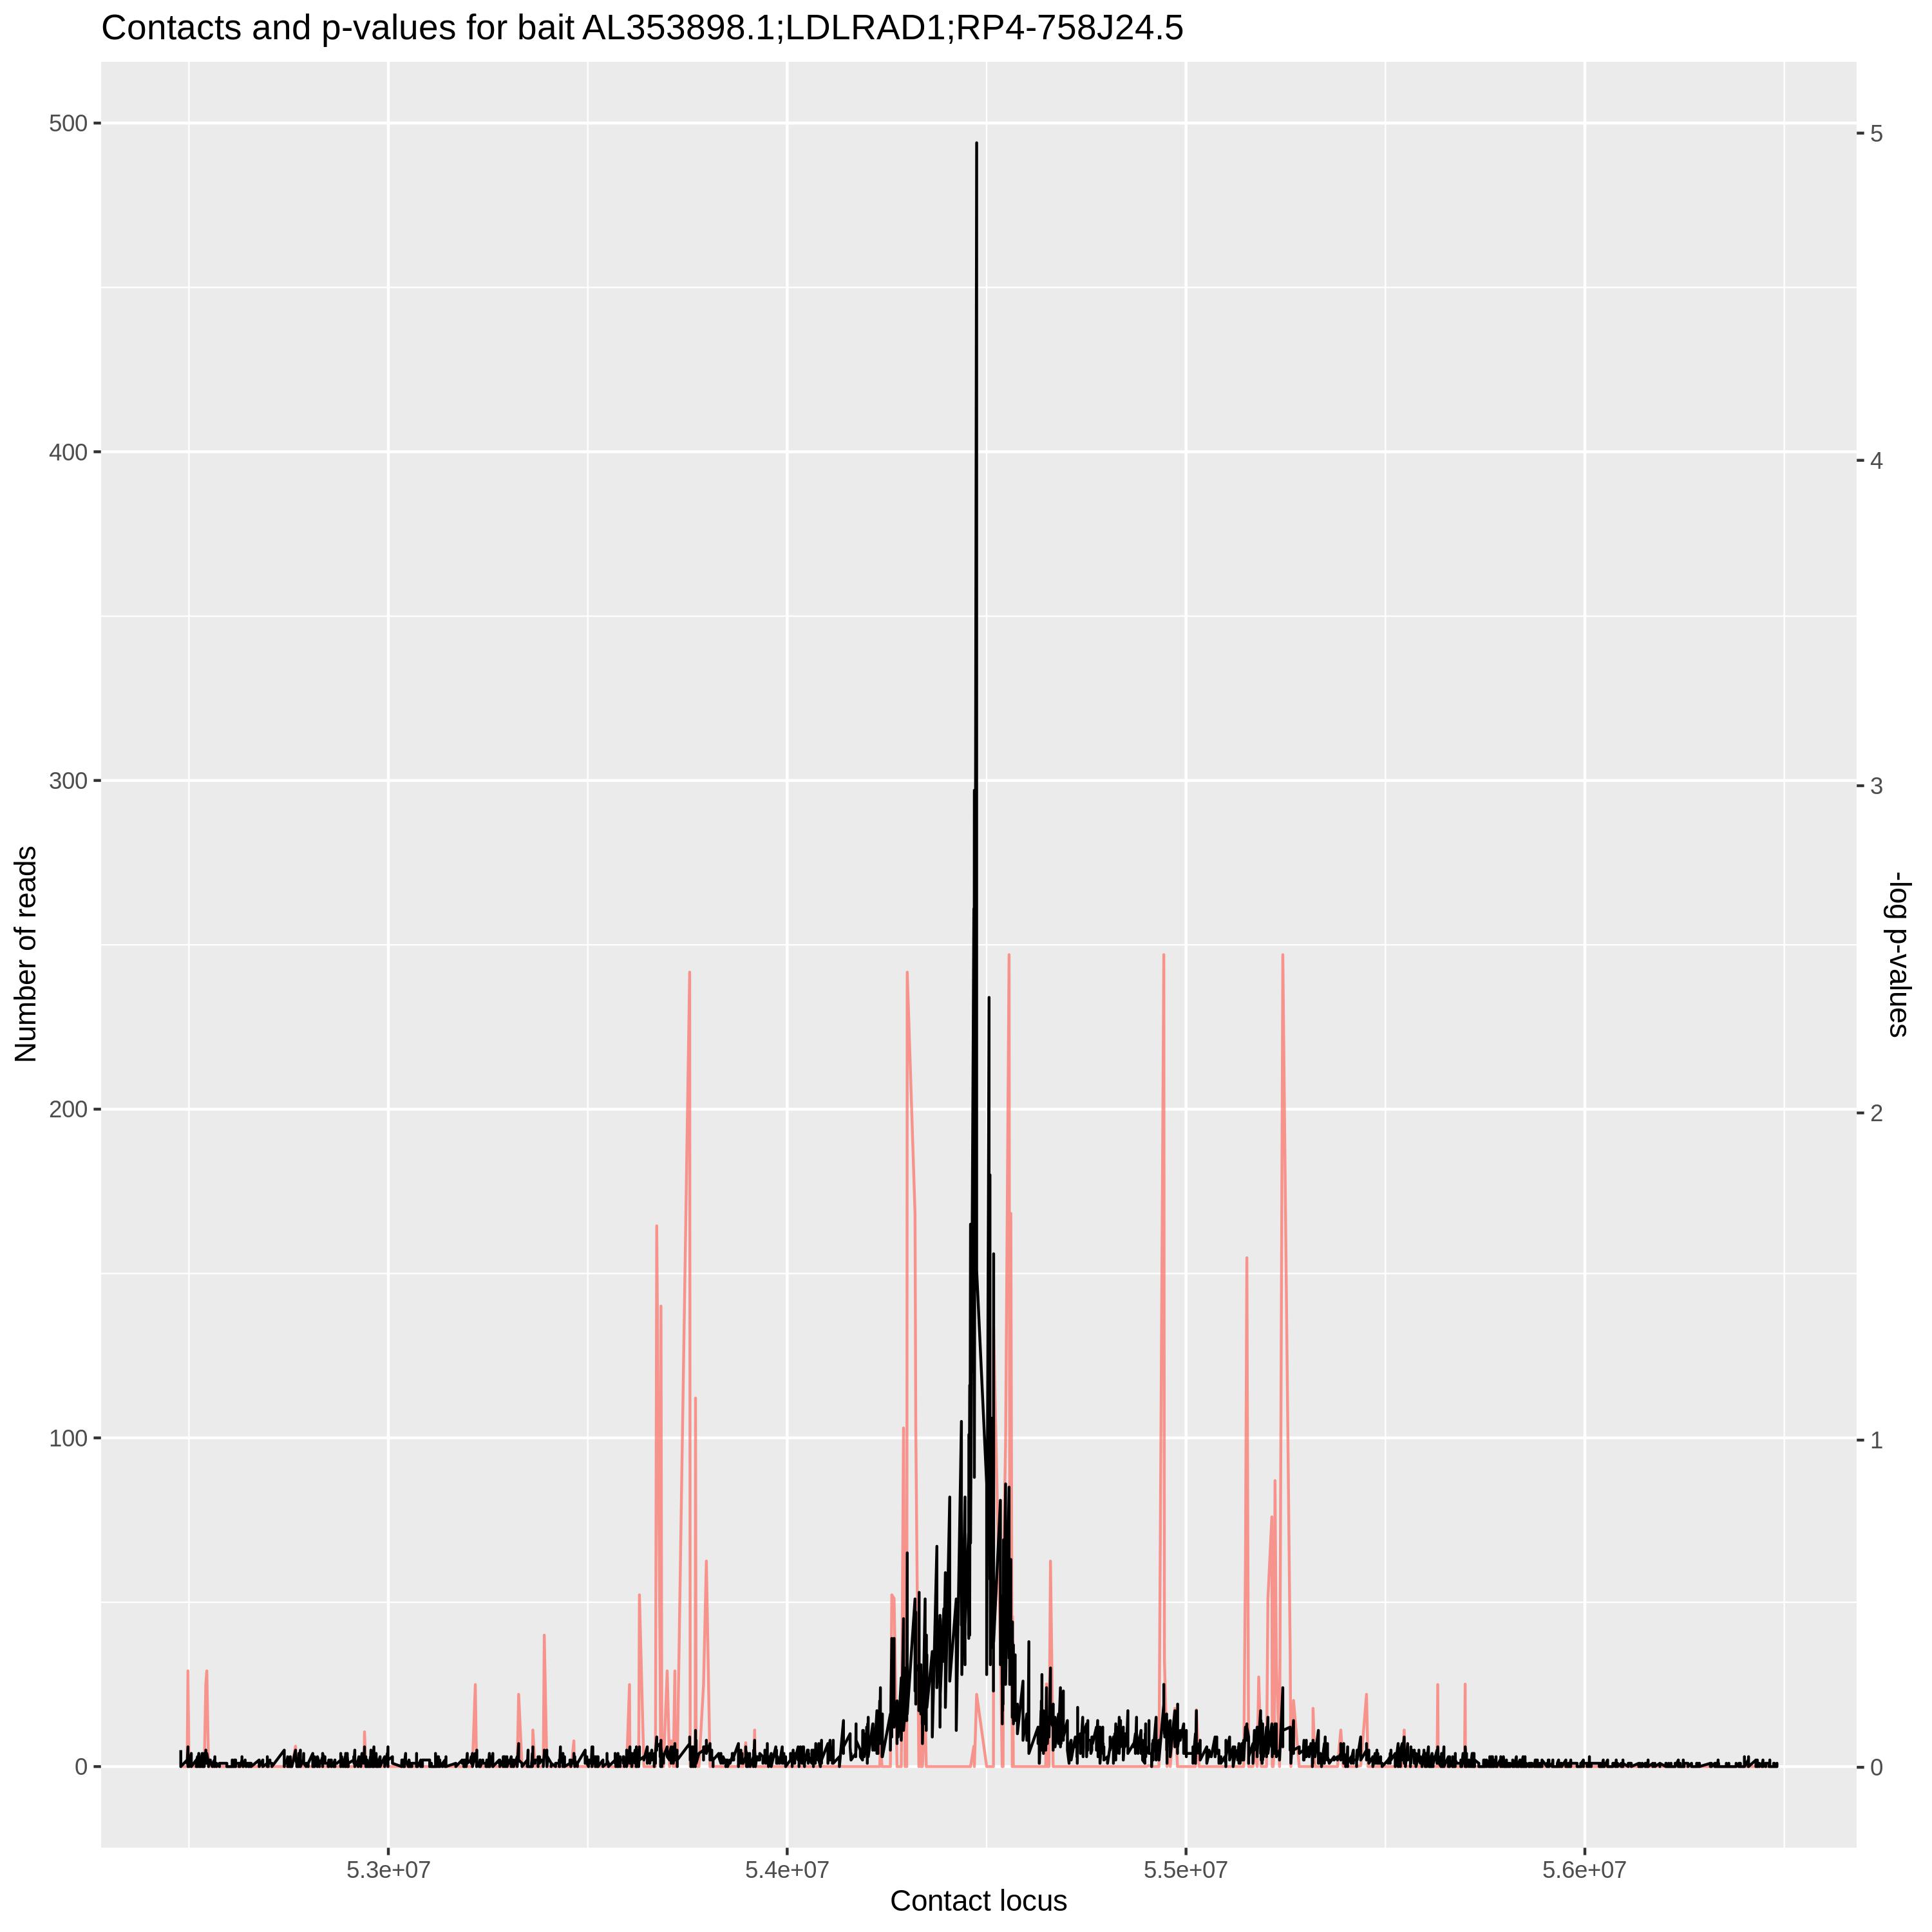 Contacts and p-values for bait AL353898.1;LDLRAD1;RP4-758J24.5
500
400
300
200
100
0
Number of reads
5
4
3
2
1
0
-log p-values
5.3e+07
5.4e+07
5.5e+07
5.6e+07
Contact locus